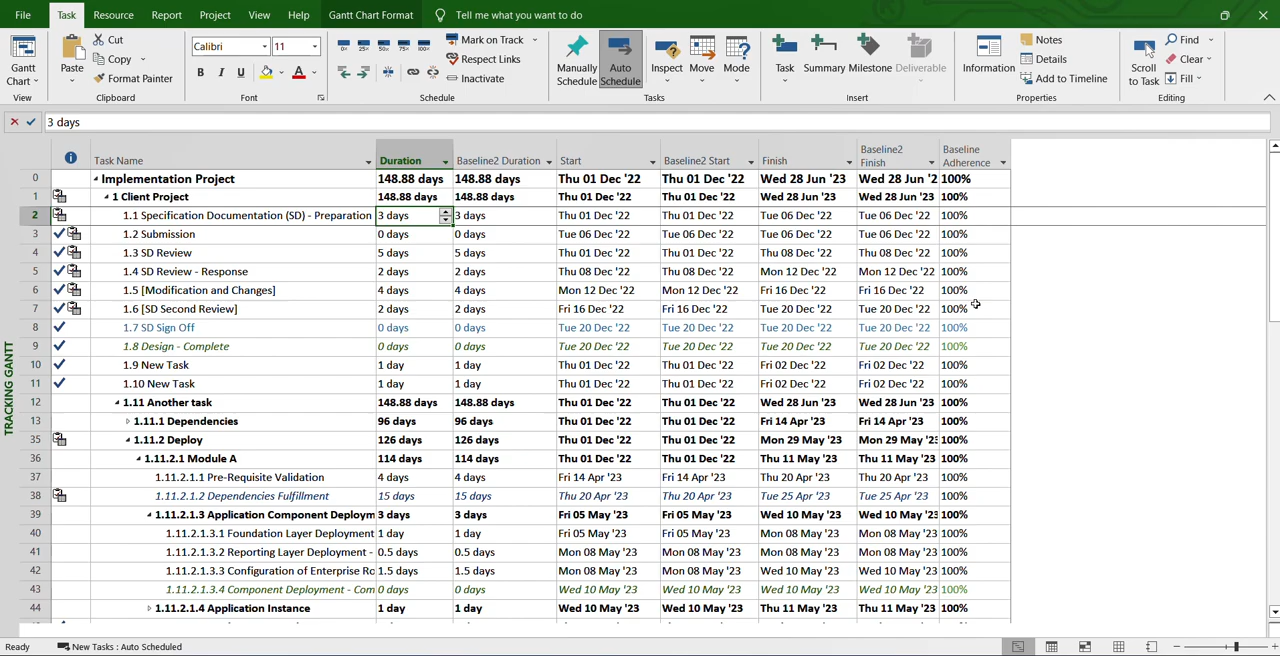 File Task Resource Report Project View Help Gantt Chart Format Tell me what you want to do
Gantt Chart
View
Paste
Cut
Copy
Format Painter
Clipboard
Calibri 11
B I U A
Font
0% 25% 50% 75% 100%
Mark on Track
Respect Links
Inactivate
Schedule
Manually Schedule
Auto Schedule
Inspect
Move
Mode
Tasks
Task
Summary
Milestone
Deliverable
Insert
Information
Notes
Details
Add to Timeline
Properties
Scroll to Task
Find
Clear
Fill
Editing
3 days
Task Name Duration Baseline2 Duration Start Baseline2 Start Finish Baseline2 Finish Baseline Adherence
0 Implementation Project 148.88 days 148.88 days Thu 01 Dec '22 Thu 01 Dec '22 Wed 28 Jun '23 Wed 28 Jun '2 100%
1 1 Client Project 148.88 days 148.88 days Thu 01 Dec '22 Thu 01 Dec '22 Wed 28 Jun '23 Wed 28 Jun '23 100%
2 1.1 Specification Documentation (SD) - Preparation 3 days 3 days Thu 01 Dec '22 Thu 01 Dec '22 Tue 06 Dec '22 Tue 06 Dec '22 100%
3 1.2 Submission 0 days 0 days Tue 06 Dec '22 Tue 06 Dec '22 Tue 06 Dec '22 Tue 06 Dec '22 100%
4 1.3 SD Review 5 days 5 days Thu 01 Dec '22 Thu 01 Dec '22 Thu 08 Dec '22 Thu 08 Dec '22 100%
5 1.4 SD Review - Response 2 days 2 days Thu 08 Dec '22 Thu 08 Dec '22 Mon 12 Dec '22 Mon 12 Dec '22 100%
6 1.5 [Modification and Changes] 4 days 4 days Mon 12 Dec '22 Mon 12 Dec '22 Fri 16 Dec '22 Fri 16 Dec '22 100%
7 1.6 [SD Second Review] 2 days 2 days Fri 16 Dec '22 Fri 16 Dec '22 Tue 20 Dec '22 Tue 20 Dec '22 100%
8 1.7 SD Sign Off 0 days 0 days Tue 20 Dec '22 Tue 20 Dec '22 Tue 20 Dec '22 Tue 20 Dec '22 100%
9 1.8 Design - Complete 0 days 0 days Tue 20 Dec '22 Tue 20 Dec '22 Tue 20 Dec '22 Tue 20 Dec '22 100%
10 1.9 New Task 1 day 1 day Thu 01 Dec '22 Thu 01 Dec '22 Fri 02 Dec '22 Fri 02 Dec '22 100%
11 1.10 New Task 1 day 1 day Thu 01 Dec '22 Thu 01 Dec '22 Fri 02 Dec '22 Fri 02 Dec '22 100%
12 1.11 Another task 148.88 days 148.88 days Thu 01 Dec '22 Thu 01 Dec '22 Wed 28 Jun '23 Wed 28 Jun '23 100%
13 1.11.1 Dependencies 96 days 96 days Thu 01 Dec '22 Thu 01 Dec '22 Fri 14 Apr '23 Fri 14 Apr '23 100%
35 1.11.2 Deploy 126 days 126 days Thu 01 Dec '22 Thu 01 Dec '22 Mon 29 May '23 Mon 29 May '23 100%
36 1.11.2.1 Module A 114 days 114 days Thu 01 Dec '22 Thu 01 Dec '22 Thu 11 May '23 Thu 11 May '23 100%
37 1.11.2.1.1 Pre-Requisite Validation 4 days 4 days Fri 14 Apr '23 Fri 14 Apr '23 Thu 20 Apr '23 Thu 20 Apr '23 100%
38 1.11.2.1.2 Dependencies Fulfillment 15 days 15 days Thu 20 Apr '23 Thu 20 Apr '23 Tue 25 Apr '23 Tue 25 Apr '23 100%
39 1.11.2.1.3 Application Component Deploym 3 days 3 days Fri 05 May '23 Fri 05 May '23 Wed 10 May '23 Wed 10 May '23 100%
40 1.11.2.1.3.1 Foundation Layer Deployment 1 day 1 day Fri 05 May '23 Fri 05 May '23 Mon 08 May '23 Mon 08 May '23 100%
41 1.11.2.1.3.2 Reporting Layer Deployment - 0.5 days 0.5 days Mon 08 May '23 Mon 08 May '23 Mon 08 May '23 Mon 08 May '23 100%
42 1.11.2.1.3.3 Configuration of Enterprise Ro 1.5 days 1.5 days Mon 08 May '23 Mon 08 May '23 Wed 10 May '23 Wed 10 May '23 100%
43 1.11.2.1.3.4 Component Deployment - Com 0 days 0 days Wed 10 May '23 Wed 10 May '23 Wed 10 May '23 Wed 10 May '23 100%
44 1.11.2.1.4 Application Instance 1 day 1 day Wed 10 May '23 Wed 10 May '23 Thu 11 May '23 Thu 11 May '23 100%
TRACKING GANTT
Ready New Tasks : Auto Scheduled